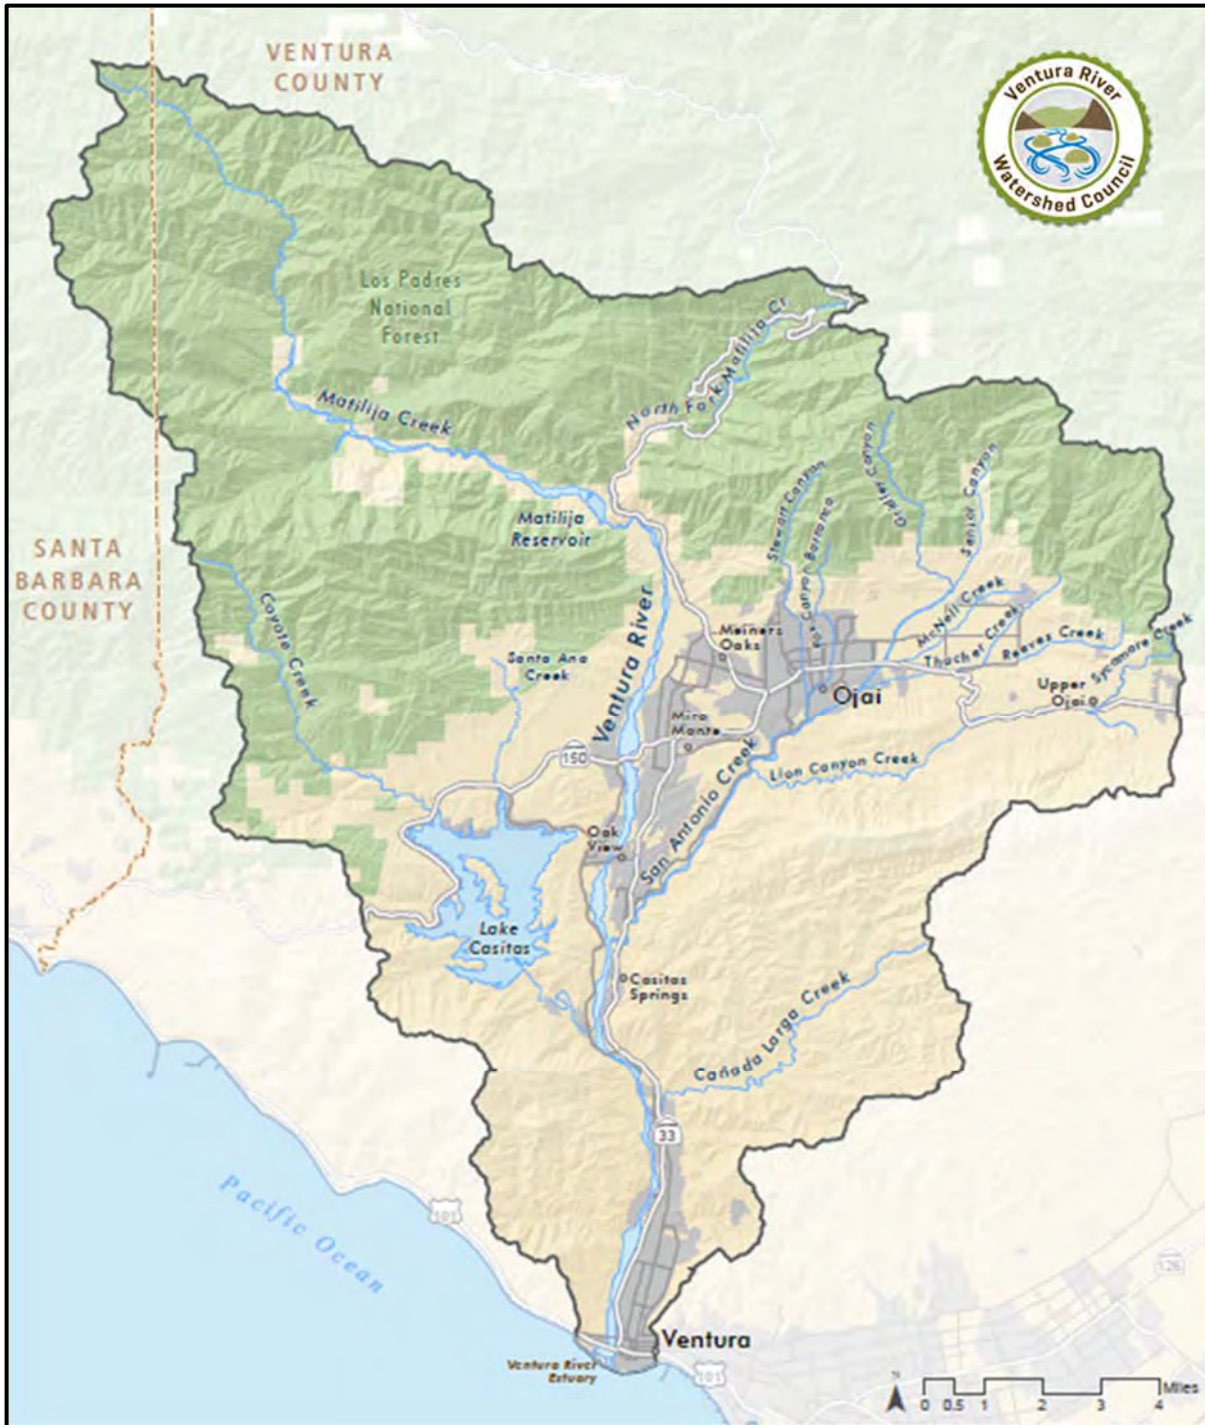 VENTURA
COUNTY
Ventura River
Watershed Council
Los Padres
National
Forest
North Fork Matilija Cr.
Matilija Creek
Matilija
Reservoir
Stewart Canyon
Fox Canyon Barranca
Gridley Canyon
Senior Canyon
SANTA
BARBARA
COUNTY
Coyote Creek
Santa Ana
Creek
Ventura River
Meiners
Oaks
McNell Creek
Thacher Creek
Reeves Creek
Sycamore Creek
Upper
Ojai
Ojai
Mira
Monte
150
San Antonio Creek
Lion Canyon Creek
Oak
View
Lake
Casitas
Casitas
Springs
Cañada Larga Creek
33
Pacific Ocean
101
126
Ventura
Ventura River
Estuary
101
N
0 0.5 1 2 3 4 Miles